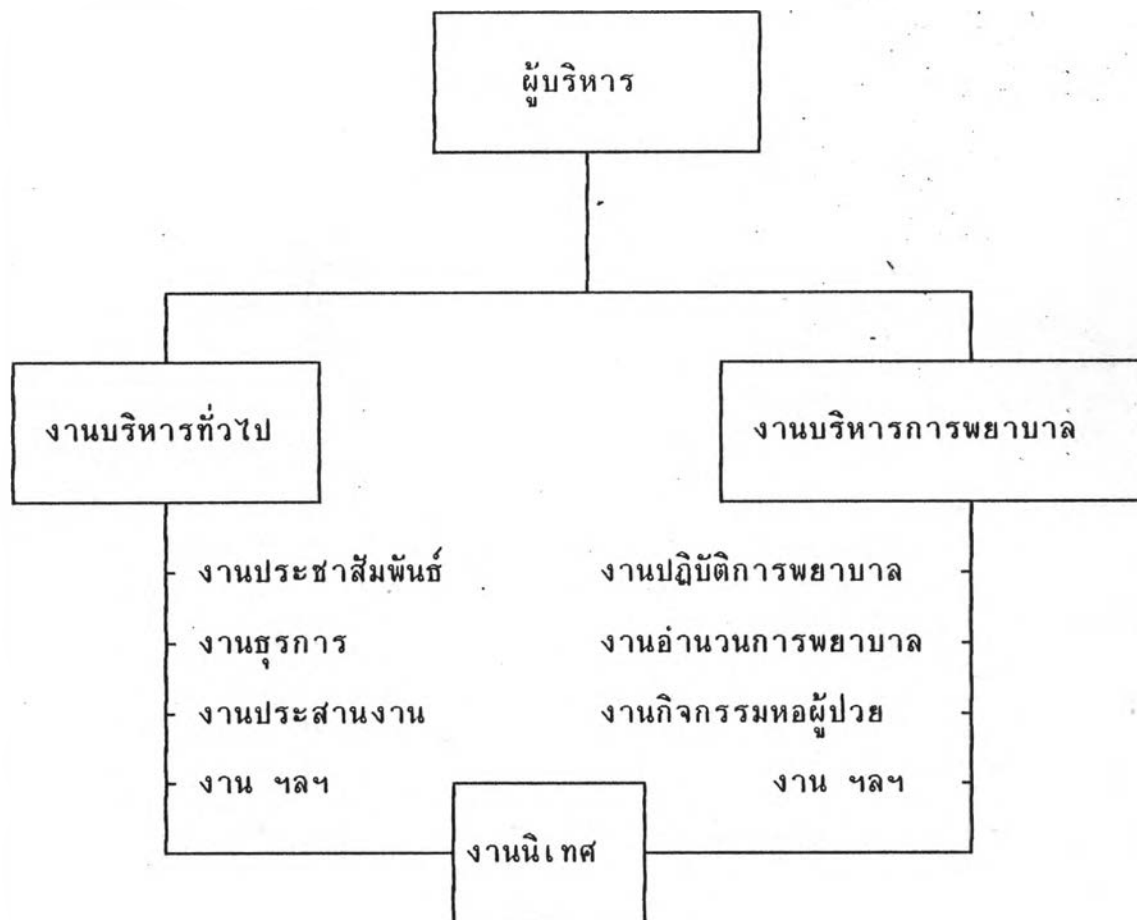 ผู้บริหาร
งานบริหารทั่วไป
งานบริหารการพยาบาล
งานประชาสัมพันธ์
งานปฏิบัติการพยาบาล
งานธุรการ
งานอำนวนการพยาบาล
งานประสานงาน
งานกิจกรรมหอผู้ปวย
งาน ฯลฯ
งาน ฯลฯ
งานนิเทศ